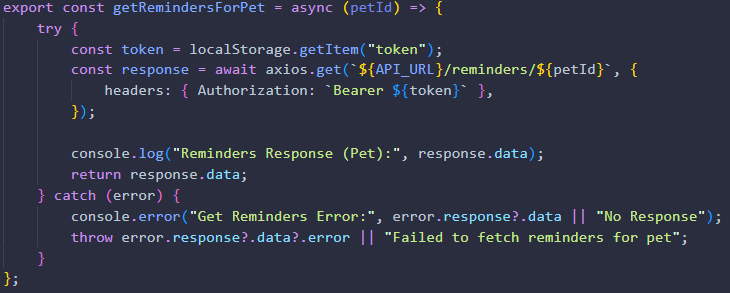 export const getRemindersForPet = async (petId) => {
    try {
        const token = localStorage.getItem("token");
        const response = await axios.get(`${API_URL}/reminders/${petId}`, {
            headers: { Authorization: `Bearer ${token}` },
        });

        console.log("Reminders Response (Pet):", response.data);
        return response.data;
    } catch (error) {
        console.error("Get Reminders Error:", error.response?.data || "No Response");
        throw error.response?.data?.error || "Failed to fetch reminders for pet";
    }
};